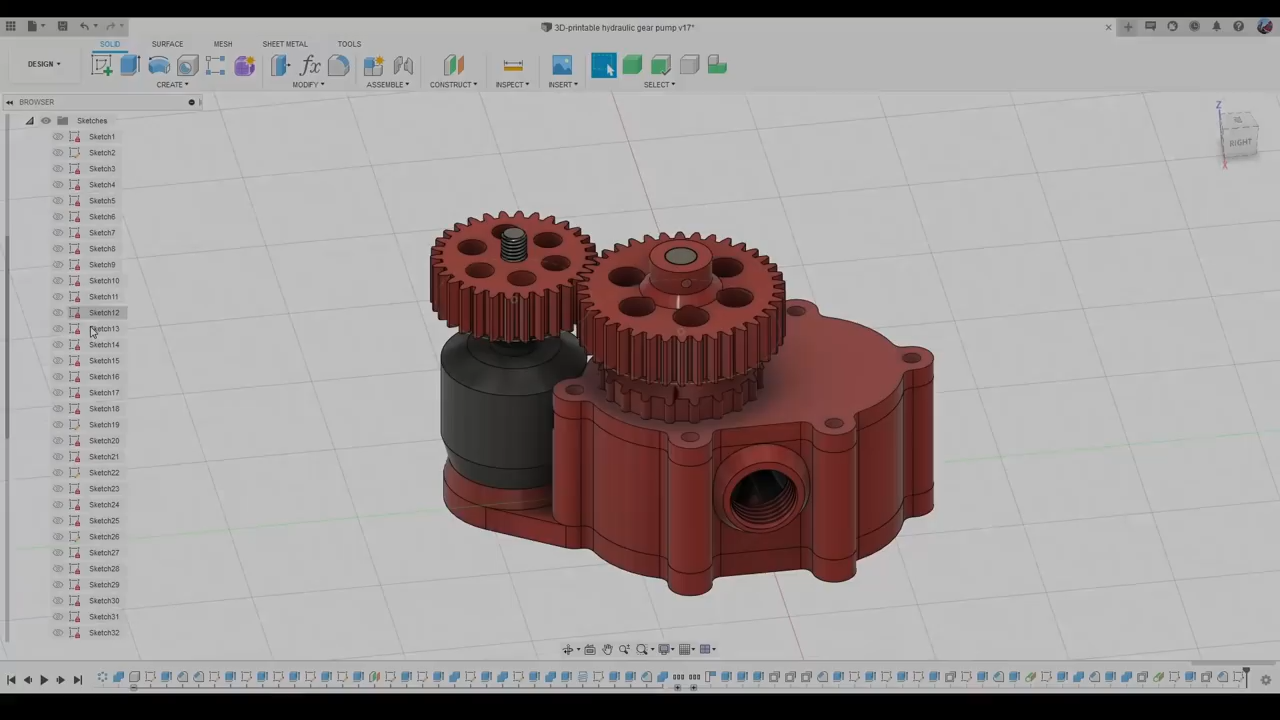 3D-printable hydraulic gear pump v17*
SOLID
SURFACE
MESH
SHEET METAL
TOOLS
DESIGN
CREATE
MODIFY
ASSEMBLE
CONSTRUCT
INSPECT
INSERT
SELECT
BROWSER
Sketches
Sketch1
Sketch2
Sketch3
Sketch4
Sketch5
Sketch6
Sketch7
Sketch8
Sketch9
Sketch10
Sketch11
Sketch12
Sketch13
Sketch14
Sketch15
Sketch16
Sketch17
Sketch18
Sketch19
Sketch20
Sketch21
Sketch22
Sketch23
Sketch24
Sketch25
Sketch26
Sketch27
Sketch28
Sketch29
Sketch30
Sketch31
Sketch32
Z
RIGHT
X